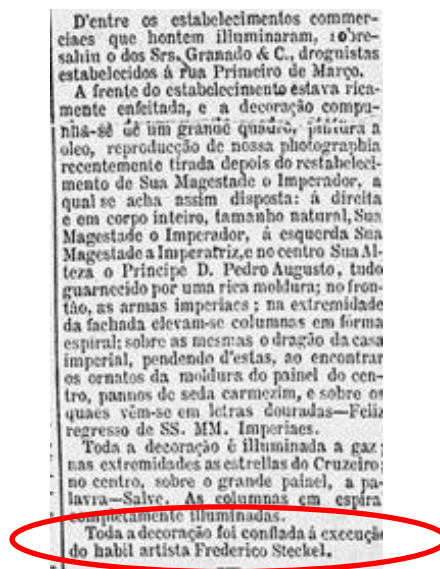 D'entre os estabelecimentos commer-
ciaes que hontem illuminaram, sobre-
sahiu o dos Srs. Granado & C., droguistas
estabelecidos á rua Primeiro de Março.
A frente do estabelecimento estava rica-
mente enfeitada, e a decoração compu-
nha-se de um grande quadro, pintura a
oleo, reproducção de nossa photographia
recentemente tirada depois do restabeleci-
mento de Sua Magestade o Imperador, a
qual se acha assim disposta: á direita
e em corpo inteiro, tamanho natural, Sua
Magestade o Imperador, á esquerda Sua
Magestade a Imperatriz, e no centro Sua Al-
teza o Principe D. Pedro Augusto, tudo
guarnecido por uma rica moldura; no fron-
tão, as armas imperiaes; na extremidade
da fachada elevam-se columnas em fórma
espiral; sobre as mesmas o dragão da casa
imperial, pendendo d'estas, ao encontrar
os ornatos da moldura do painel do cen-
tro, pannos de seda carmezim, e sobre os
quaes vêm-se em letras douradas—Feliz
regresso de SS. MM. Imperiaes.
Toda a decoração é illuminada a gaz;
nas extremidades as estrellas do Cruzeiro;
no centro, sobre o grande painel, a pa-
lavra—Salve. As columnas em espira
completamente illuminadas.
Toda a decoração foi confiada á execução
do habil artista Frederico Steckel.